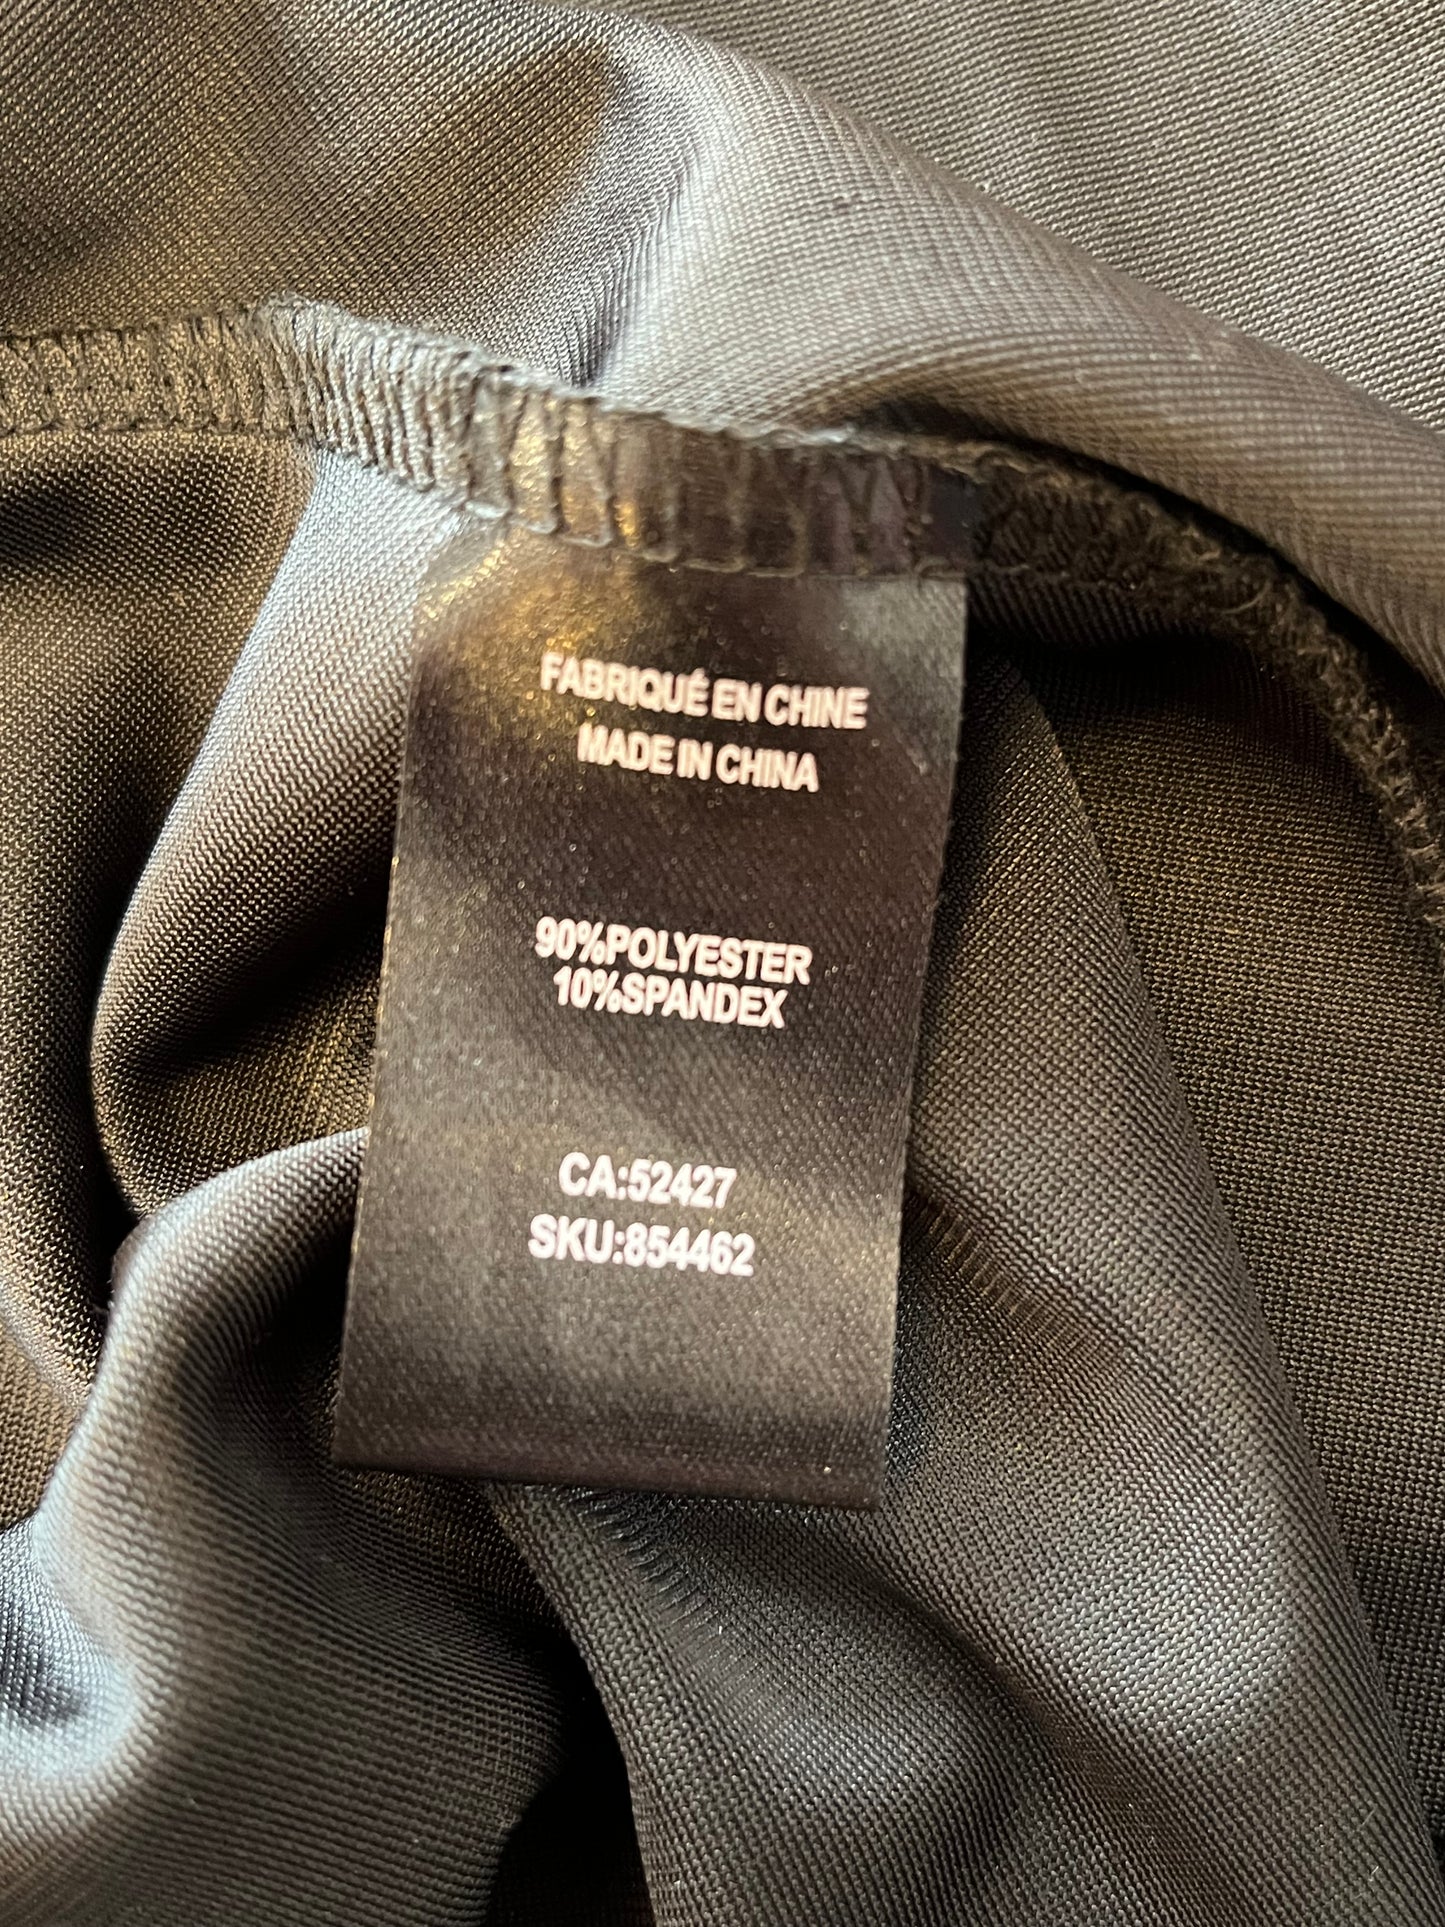 FABRIQUÉ EN CHINE
MADE IN CHINA
90%POLYESTER
10%SPANDEX
CA:52427
SKU:854462